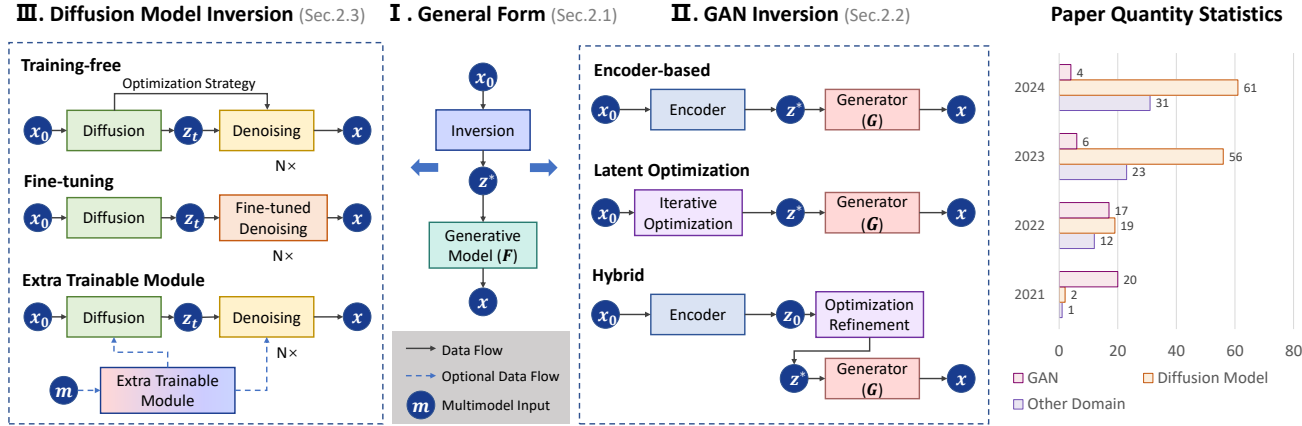 Ⅲ. Diffusion Model Inversion (Sec.2.3)
Training-free
Optimization Strategy
x0
Diffusion
zt
Denoising
x
N×
Fine-tuning
x0
Diffusion
zt
Fine-tuned
Denoising
x
N×
Extra Trainable Module
x0
Diffusion
zt
Denoising
x
N×
m
Extra Trainable
Module
Ⅰ. General Form (Sec.2.1)
x0
Inversion
z*
Generative
Model (F)
x
Data Flow
Optional Data Flow
m Multimodel Input
Ⅱ. GAN Inversion (Sec.2.2)
Encoder-based
x0
Encoder
z*
Generator
(G)
x
Latent Optimization
x0
Iterative
Optimization
z*
Generator
(G)
x
Hybrid
x0
Encoder
z0
Optimization
Refinement
z*
Generator
(G)
x
Paper Quantity Statistics
4
2024
61
31
6
2023
56
23
17
2022
19
12
20
2021
2
1
0 20 40 60 80
GAN
Diffusion Model
Other Domain